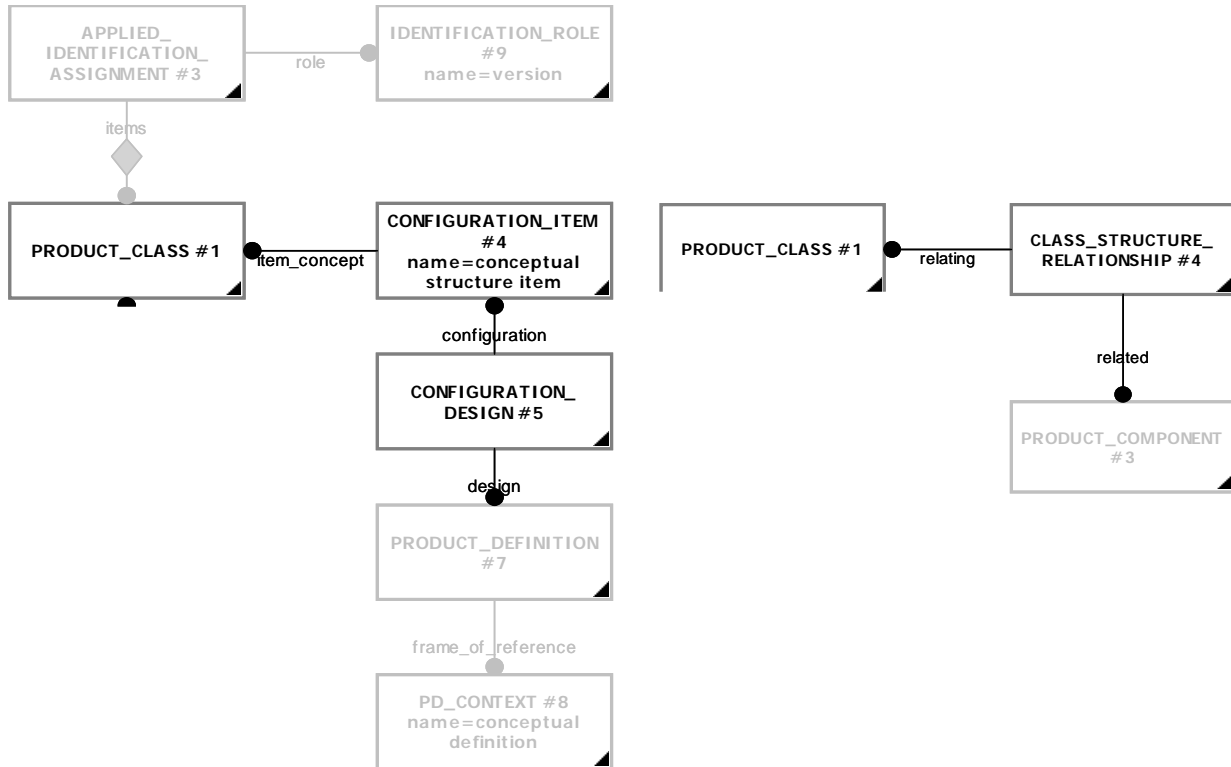 APPLIED_
IDENTIFICATION_
ASSIGNMENT #3
role
IDENTIFICATION_ROLE
#9
name=version
items
PRODUCT_CLASS #1
item_concept
CONFIGURATION_ITEM
#4
name=conceptual
structure item
configuration
CONFIGURATION_
DESIGN #5
design
PRODUCT_DEFINITION
#7
frame_of_reference
PD_CONTEXT #8
name=conceptual
definition
PRODUCT_CLASS #1
relating
CLASS_STRUCTURE_
RELATIONSHIP #4
related
PRODUCT_COMPONENT
#3